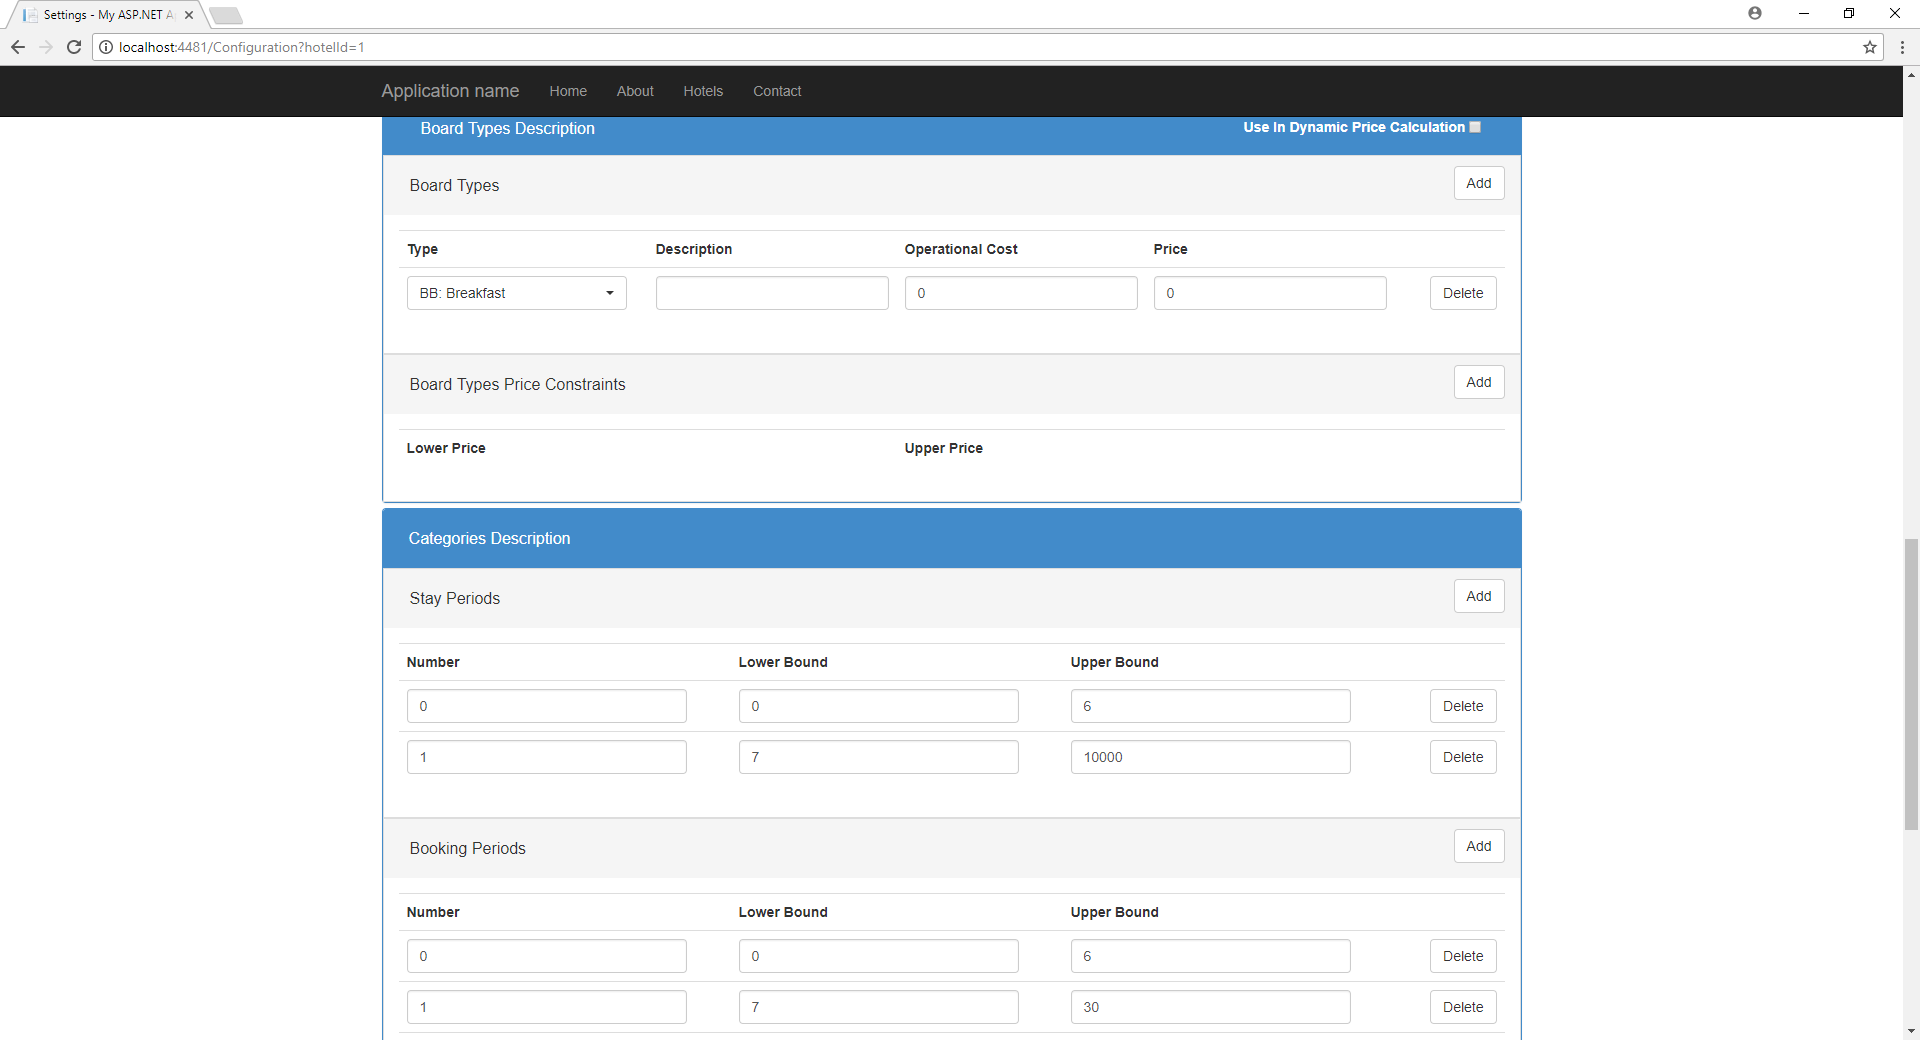 Settings - My ASP.NET A
localhost:4481/Configuration?hotelId=1
Application name Home About Hotels Contact
Board Types Description Use In Dynamic Price Calculation
Board Types Add
Type Description Operational Cost Price
BB: Breakfast 0 0 Delete
Board Types Price Constraints Add
Lower Price Upper Price
Categories Description
Stay Periods Add
Number Lower Bound Upper Bound
0 0 6 Delete
1 7 10000 Delete
Booking Periods Add
Number Lower Bound Upper Bound
0 0 6 Delete
1 7 30 Delete